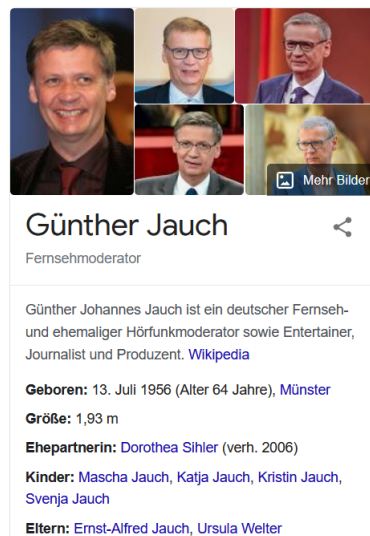 Mehr Bilder
Günther Jauch
Fernsehmoderator
Günther Johannes Jauch ist ein deutscher Fernseh-
und ehemaliger Hörfunkmoderator sowie Entertainer,
Journalist und Produzent. Wikipedia
Geboren: 13. Juli 1956 (Alter 64 Jahre), Münster
Größe: 1,93 m
Ehepartnerin: Dorothea Sihler (verh. 2006)
Kinder: Mascha Jauch, Katja Jauch, Kristin Jauch,
Svenja Jauch
Eltern: Ernst-Alfred Jauch, Ursula Welter